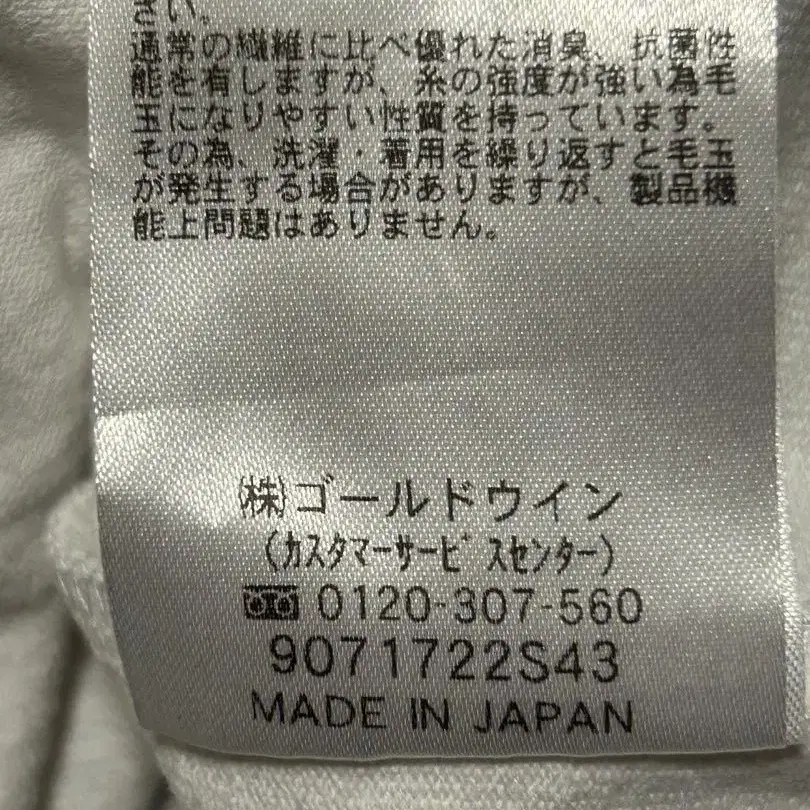 さい。
通常の繊維に比べ優れた消臭、抗菌性
能を有しますが、糸の強度が強い為毛
玉になりやすい性質を持っています。
その為、洗濯・着用を繰り返すと毛玉
が発生する場合がありますが、製品機
能上問題はありません。
㈱ゴールドウイン
(ｶｽﾀﾏｰｻｰﾋﾞｽｾﾝﾀｰ)
0120-307-560
9071722S43
MADE IN JAPAN